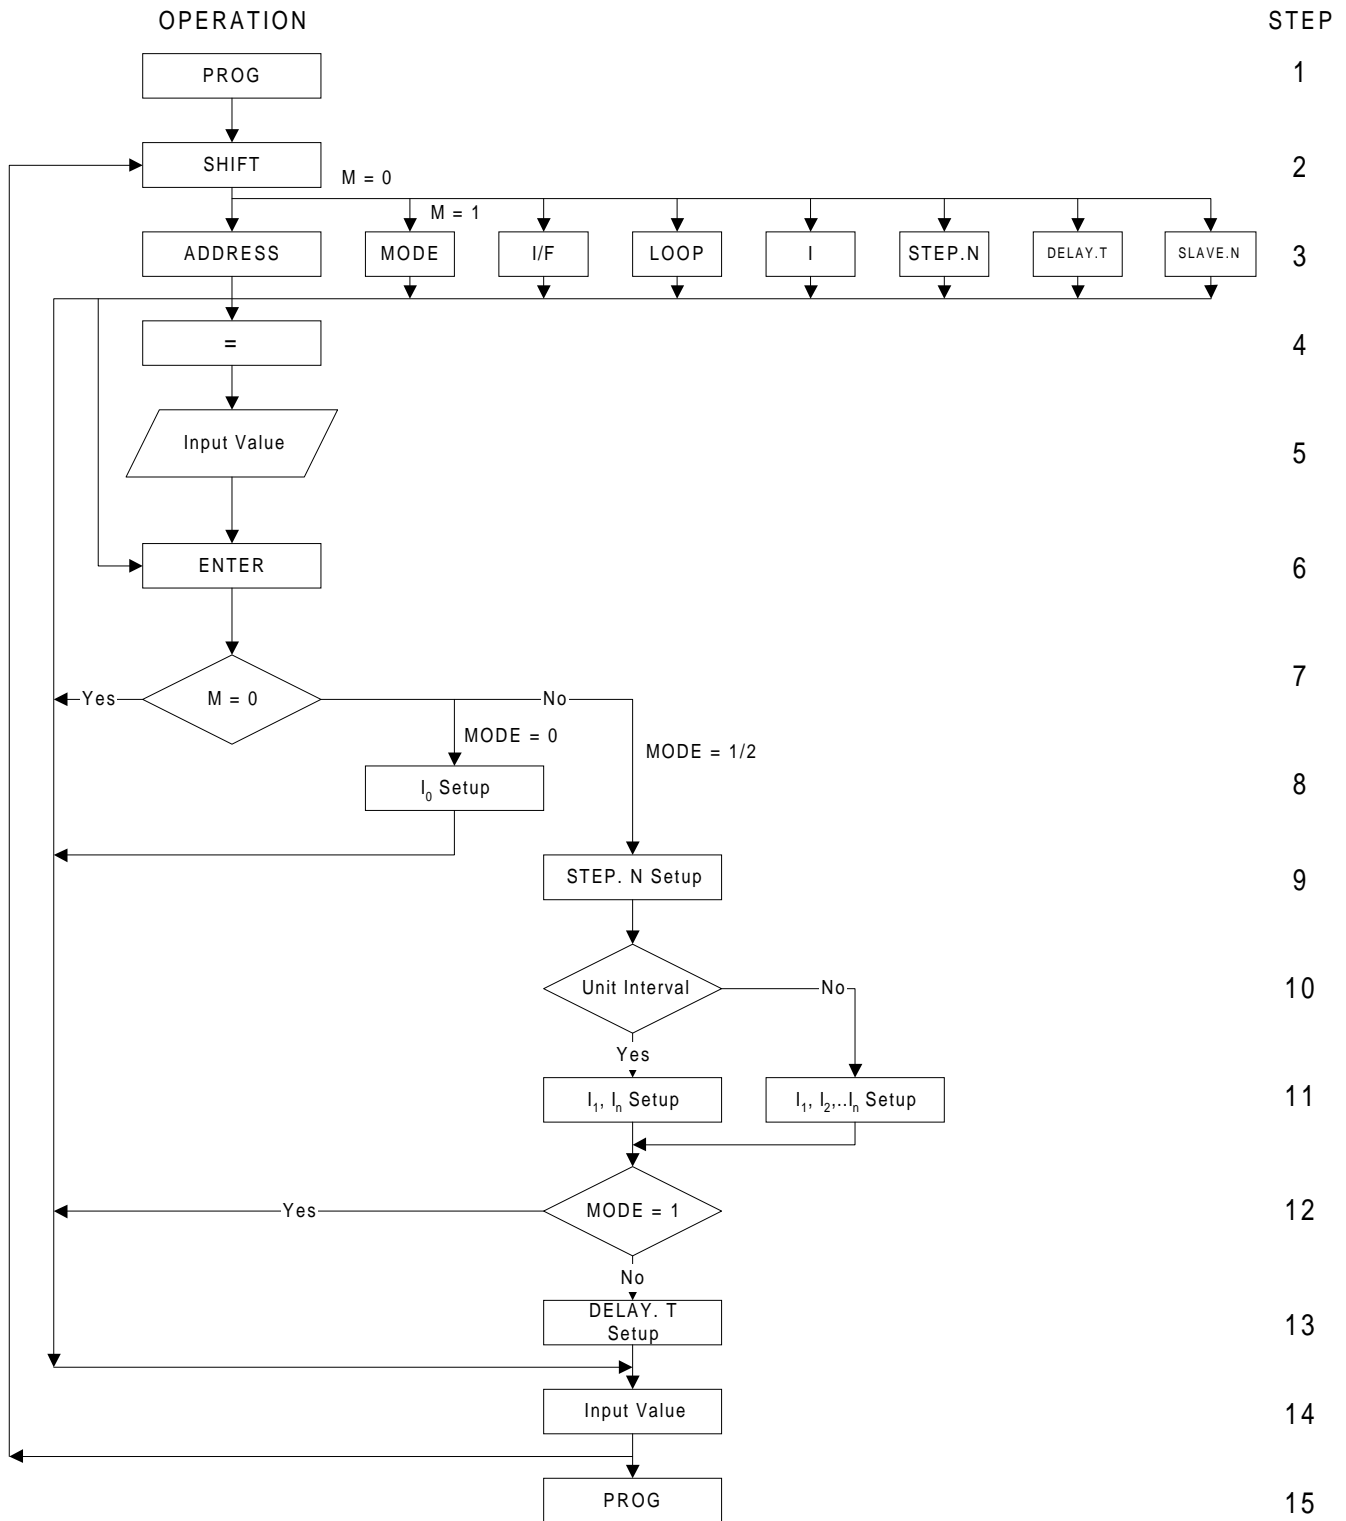 OPERATION STEP
PROG 1
SHIFT 2
M = 0
M = 1
ADDRESS MODE I/F LOOP I STEP.N DELAY.T SLAVE.N 3
= 4
Input Value 5
ENTER 6
7
Yes M = 0 No
MODE = 0
MODE = 1/2
I₀ Setup 8
STEP. N Setup 9
Unit Interval No 10
Yes
I₁, Iₙ Setup I₁, I₂,..Iₙ Setup 11
Yes MODE = 1 12
No
DELAY. T
Setup 13
Input Value 14
PROG 15